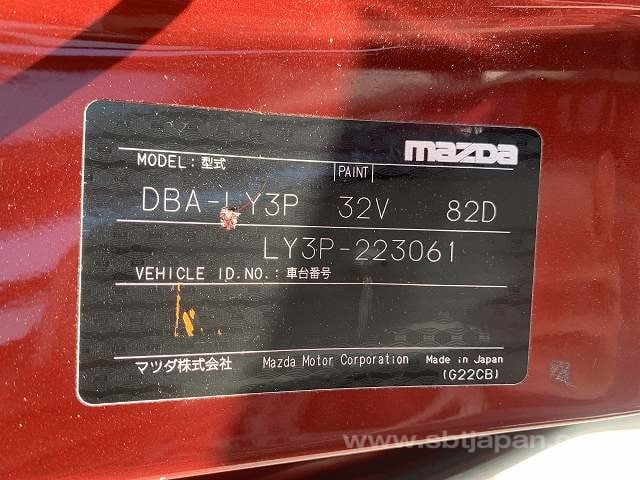 mazda
MODEL: 型式 PAINT
DBA-LY3P 32V 82D
LY3P-223061
VEHICLE ID.NO.: 車台番号
マツダ株式会社 Mazda Motor Corporation Made in Japan
(G22CB)
www.sbtjapan.c